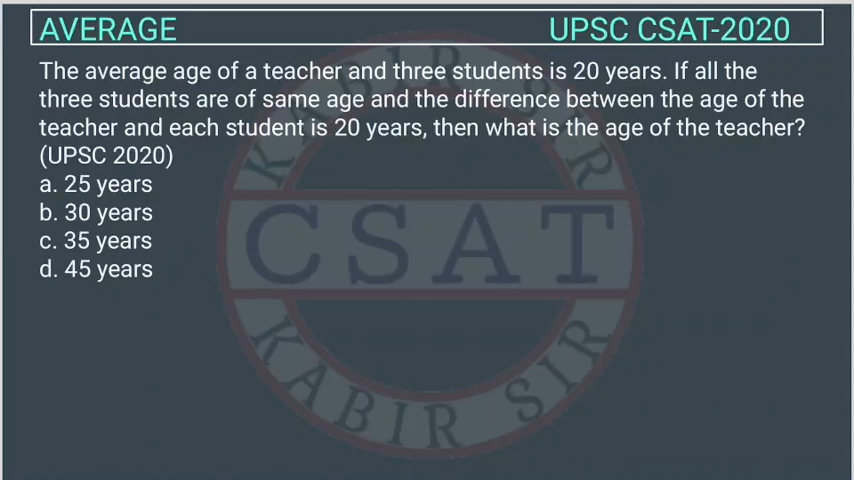 AVERAGE UPSC CSAT-2020
The average age of a teacher and three students is 20 years. If all the
three students are of same age and the difference between the age of the
teacher and each student is 20 years, then what is the age of the teacher?
(UPSC 2020)
a. 25 years
b. 30 years
c. 35 years
d. 45 years
KABIR SIR
CSAT
KABIR SIR